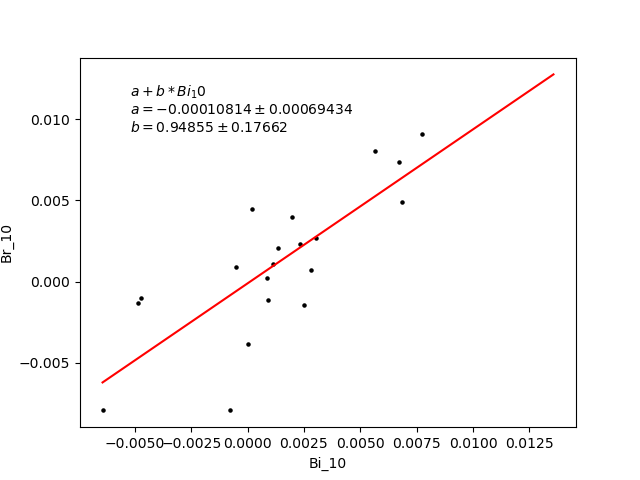 a + b * Bi₁0
a = −0.00010814 ± 0.00069434
b = 0.94855 ± 0.17662
0.010
0.005
0.000
−0.005
Br_10
−0.0050 −0.0025 0.0000 0.0025 0.0050 0.0075 0.0100 0.0125
Bi_10